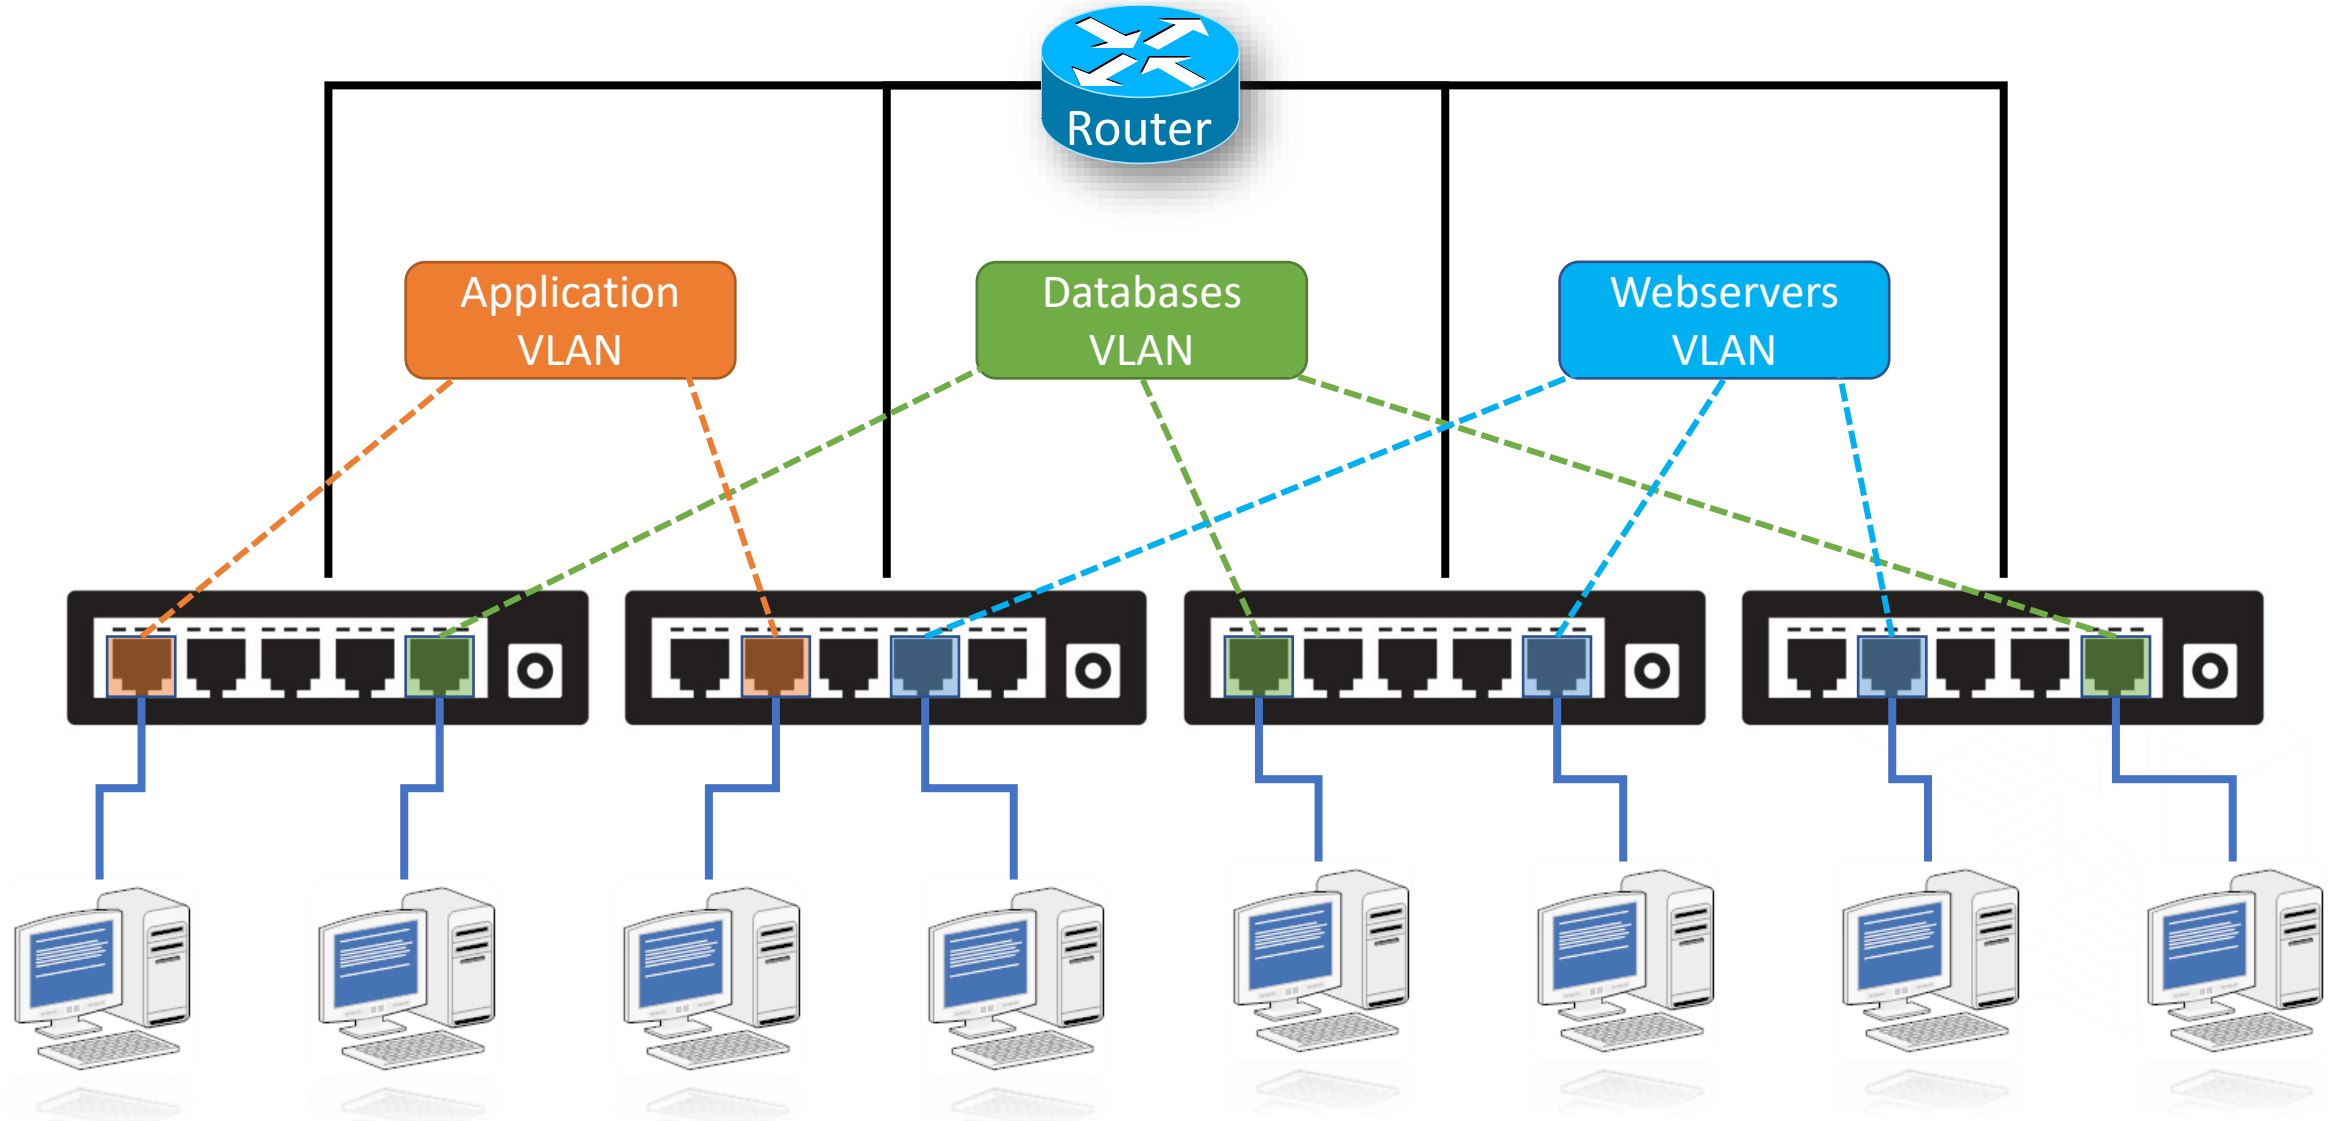 Router
Application
VLAN
Databases
VLAN
Webservers
VLAN